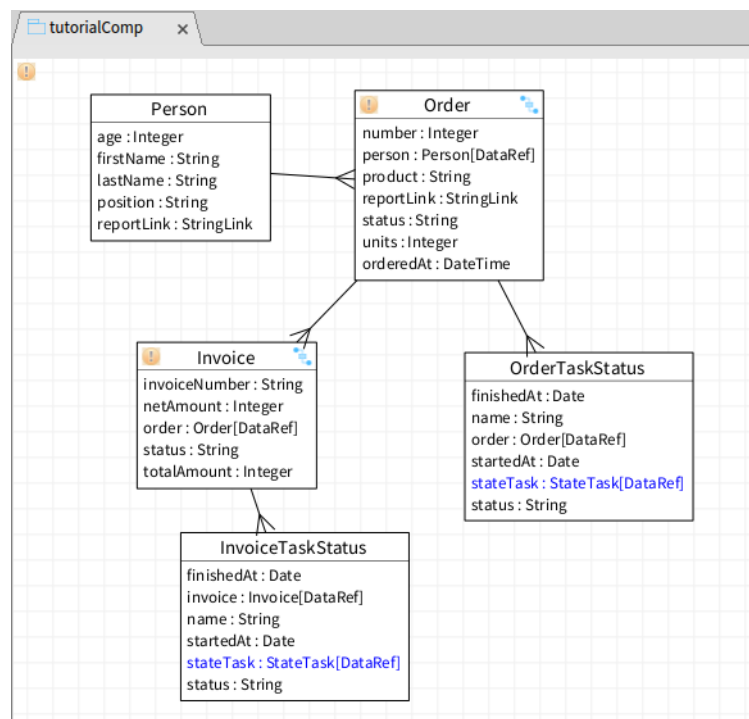 tutorialComp
Person
age : Integer
firstName : String
lastName : String
position : String
reportLink : StringLink
Order
number : Integer
person : Person[DataRef]
product : String
reportLink : StringLink
status : String
units : Integer
orderedAt : DateTime
Invoice
invoiceNumber : String
netAmount : Integer
order : Order[DataRef]
status : String
totalAmount : Integer
OrderTaskStatus
finishedAt : Date
name : String
order : Order[DataRef]
startedAt : Date
stateTask : StateTask[DataRef]
status : String
InvoiceTaskStatus
finishedAt : Date
invoice : Invoice[DataRef]
name : String
startedAt : Date
stateTask : StateTask[DataRef]
status : String